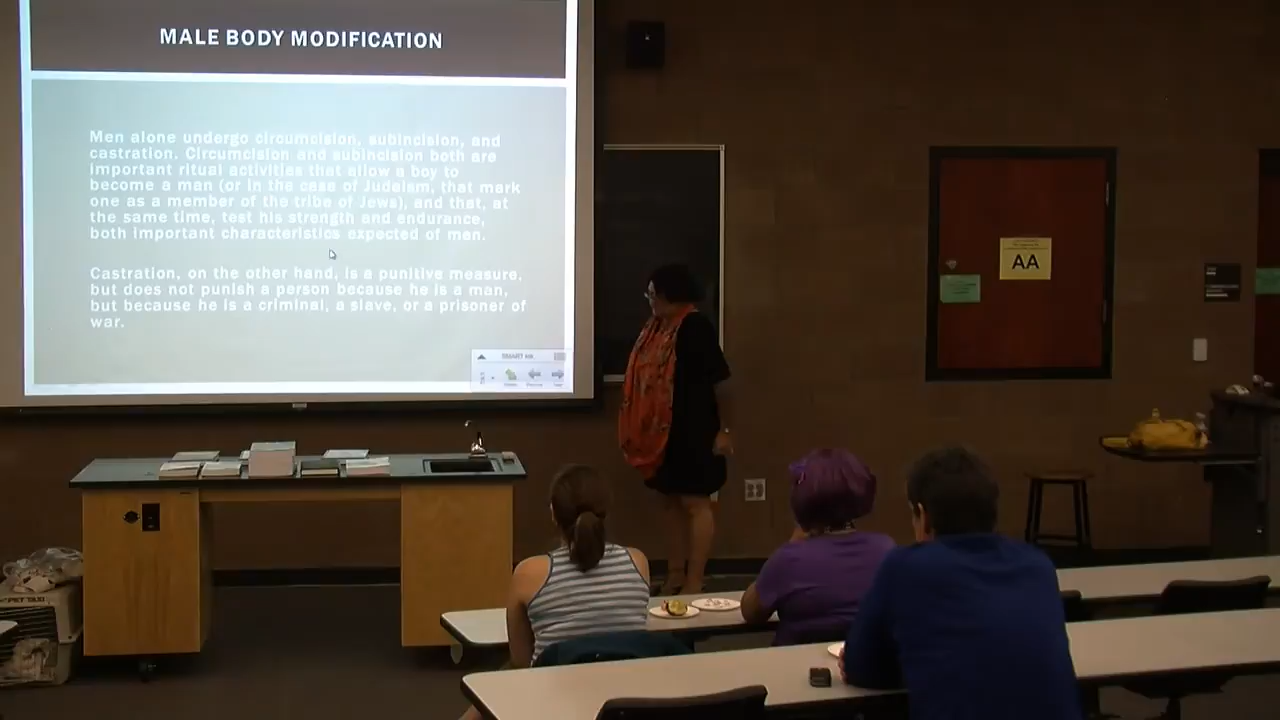 MALE BODY MODIFICATION
Men alone undergo circumcision, subincision, and
castration. Circumcision and subincision both are
important ritual activities that allow a boy to
become a man (or in the case of Judaism, that mark
one as a member of the tribe of Jews), and that, at
the same time, test his strength and endurance,
both important characteristics expected of men.
Castration, on the other hand, is a punitive measure,
but does not punish a person because he is a man,
but because he is a criminal, a slave, or a prisoner of
war.
AA
PET TAXI